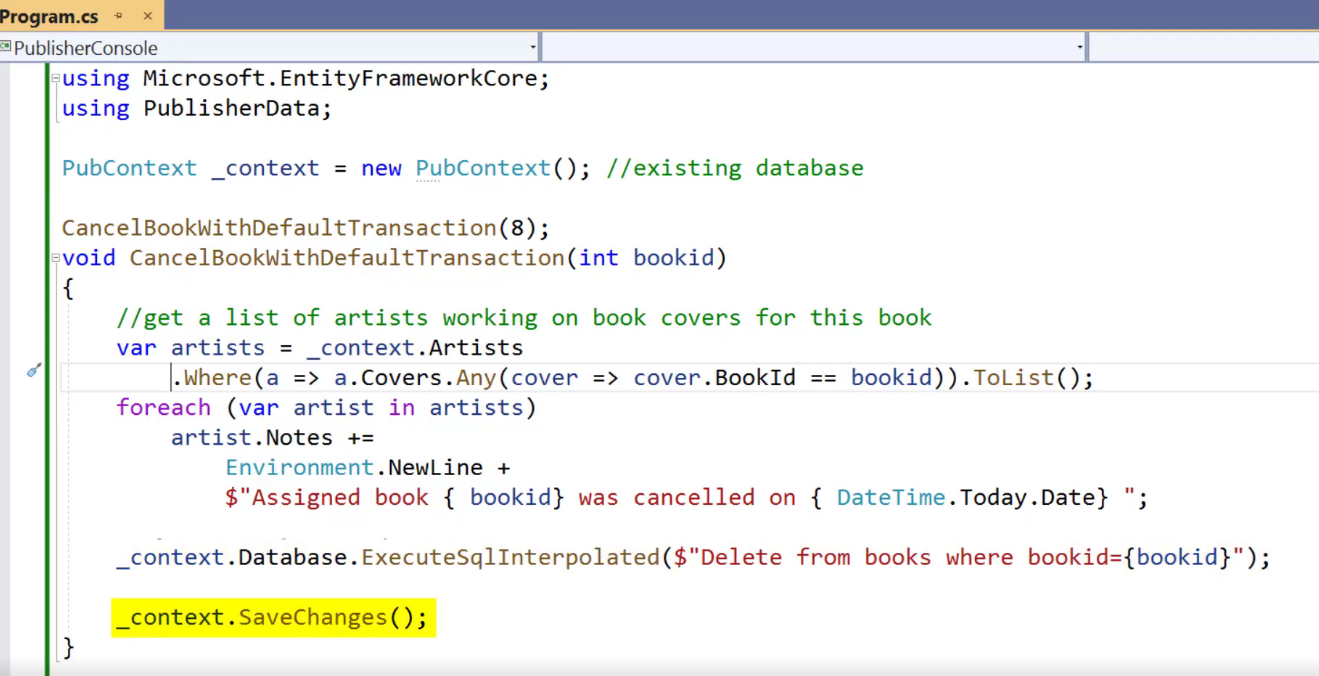 Program.cs
PublisherConsole
using Microsoft.EntityFrameworkCore;
using PublisherData;
PubContext _context = new PubContext(); //existing database
CancelBookWithDefaultTransaction(8);
void CancelBookWithDefaultTransaction(int bookid)
{
//get a list of artists working on book covers for this book
var artists = _context.Artists
.Where(a => a.Covers.Any(cover => cover.BookId == bookid)).ToList();
foreach (var artist in artists)
artist.Notes +=
Environment.NewLine +
$"Assigned book { bookid} was cancelled on { DateTime.Today.Date} ";
_context.Database.ExecuteSqlInterpolated($"Delete from books where bookid={bookid}");
_context.SaveChanges();
}